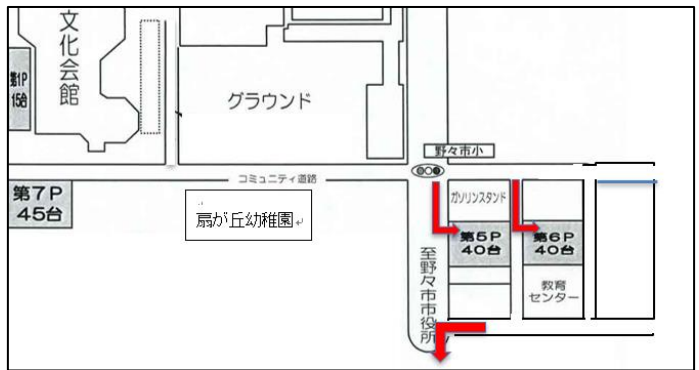 文化会館
第1P
15台
グラウンド
野々市小
コミュニティ道路
第7P
45台
扇が丘幼稚園
ガソリンスタンド
第5P
40台
第6P
40台
教育
センター
至野々市市役所